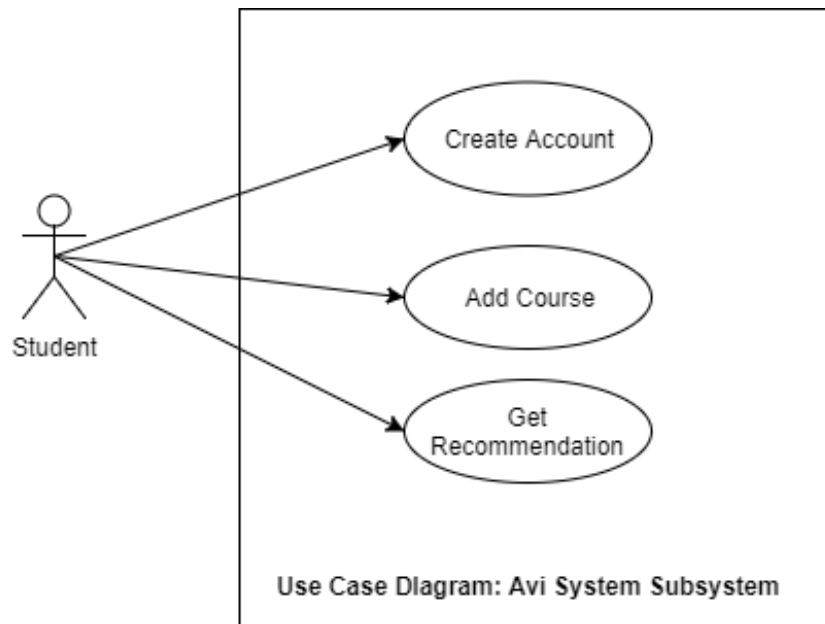 Create Account
Add Course
Student
Get
Recommendation
Use Case DIagram: Avi System Subsystem